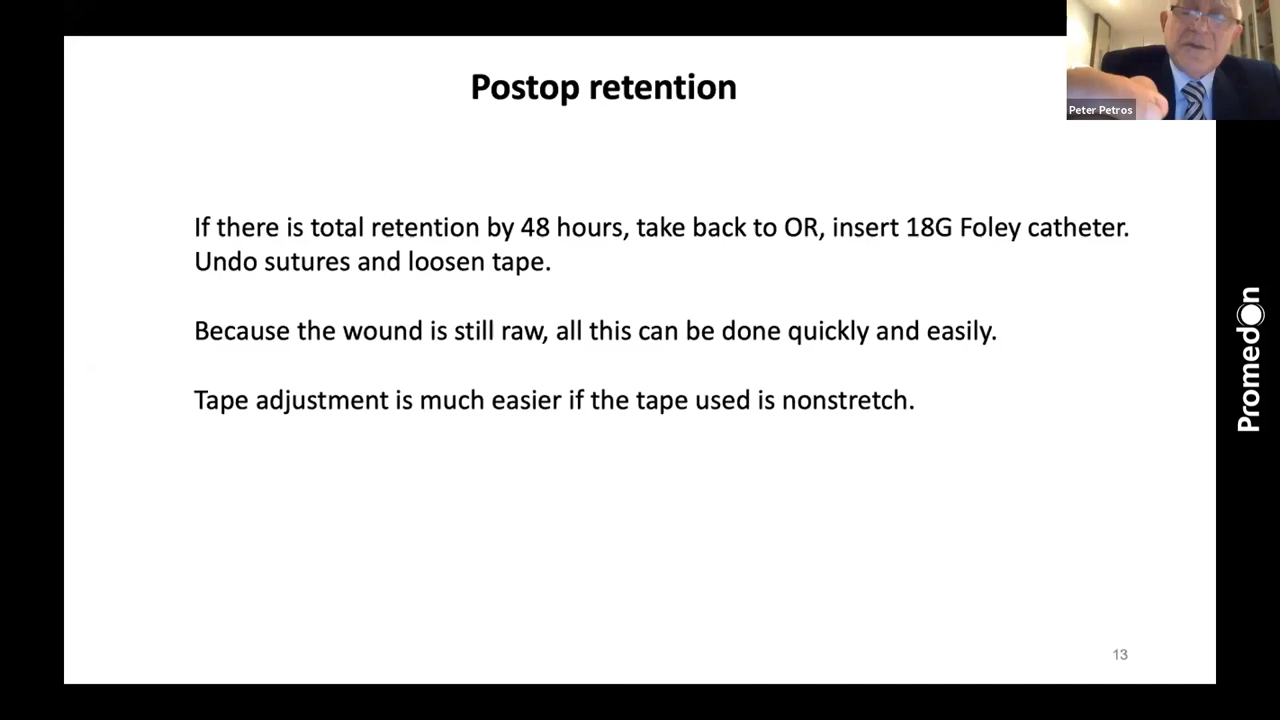 Postop retention
Peter Petros
If there is total retention by 48 hours, take back to OR, insert 18G Foley catheter.
Undo sutures and loosen tape.
Because the wound is still raw, all this can be done quickly and easily.
Tape adjustment is much easier if the tape used is nonstretch.
Promedon
13